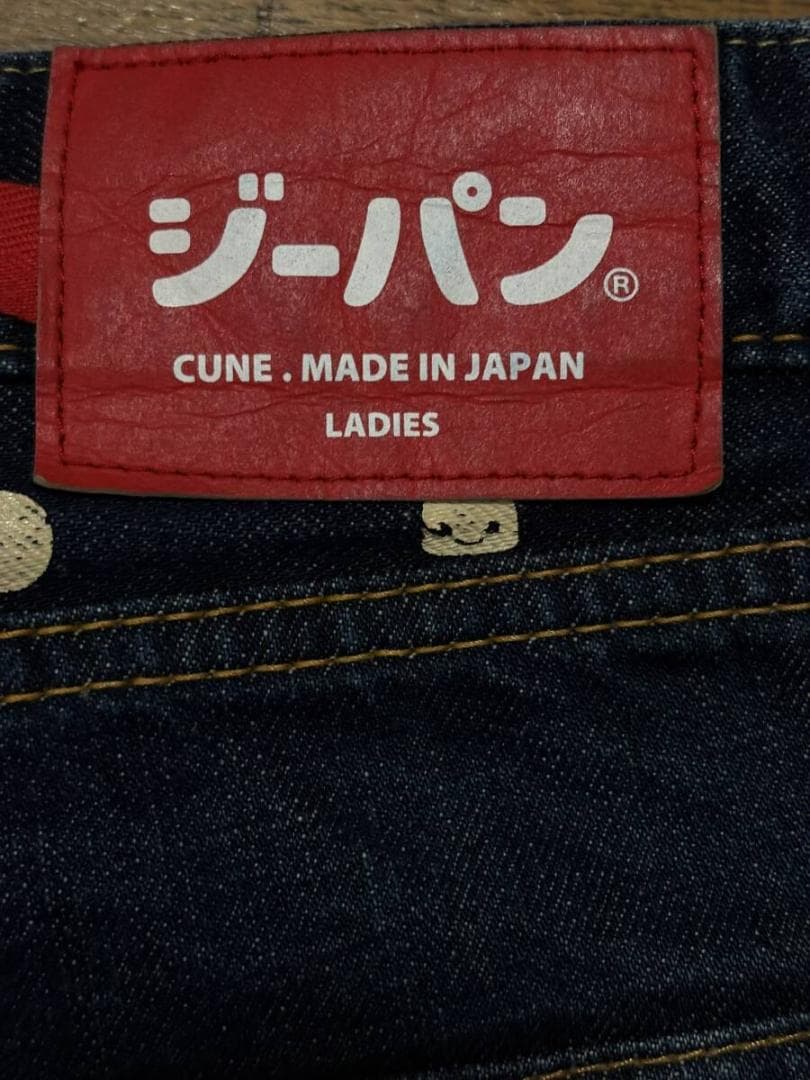 ジーパン®
CUNE . MADE IN JAPAN
LADIES